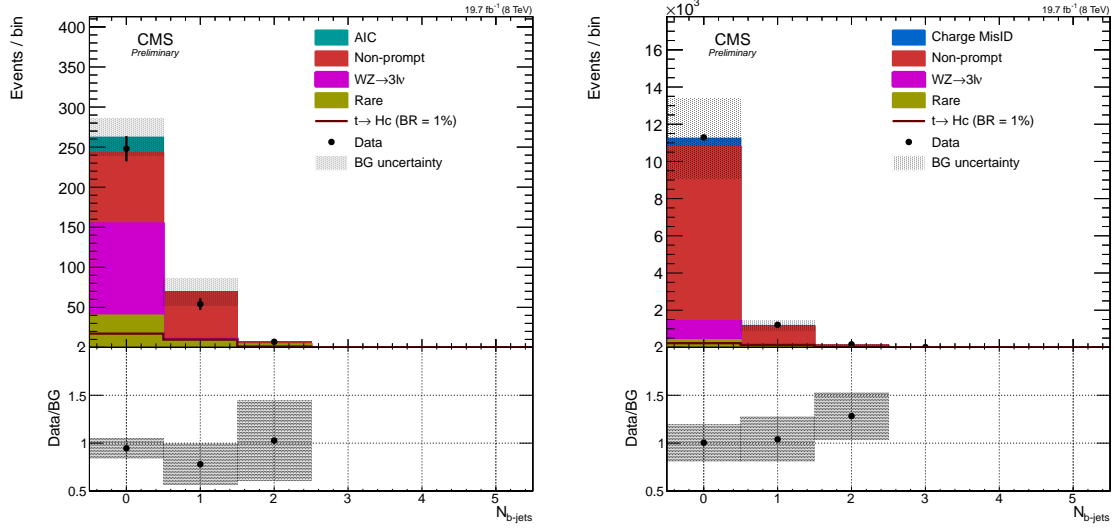 19.7 fb⁻¹ (8 TeV)
Events / bin
400
350
300
250
200
150
100
50
CMS
Preliminary
AIC
Non-prompt
WZ→3lν
Rare
t→ Hc (BR = 1%)
Data
BG uncertainty
Data/BG
2
1.5
1
0.5
0 1 2 3 4 5
N b-jets
19.7 fb⁻¹ (8 TeV)
×10³
Events / bin
16
14
12
10
8
6
4
2
CMS
Preliminary
Charge MisID
Non-prompt
WZ→3lν
Rare
t→ Hc (BR = 1%)
Data
BG uncertainty
Data/BG
2
1.5
1
0.5
0 1 2 3 4 5
N b-jets